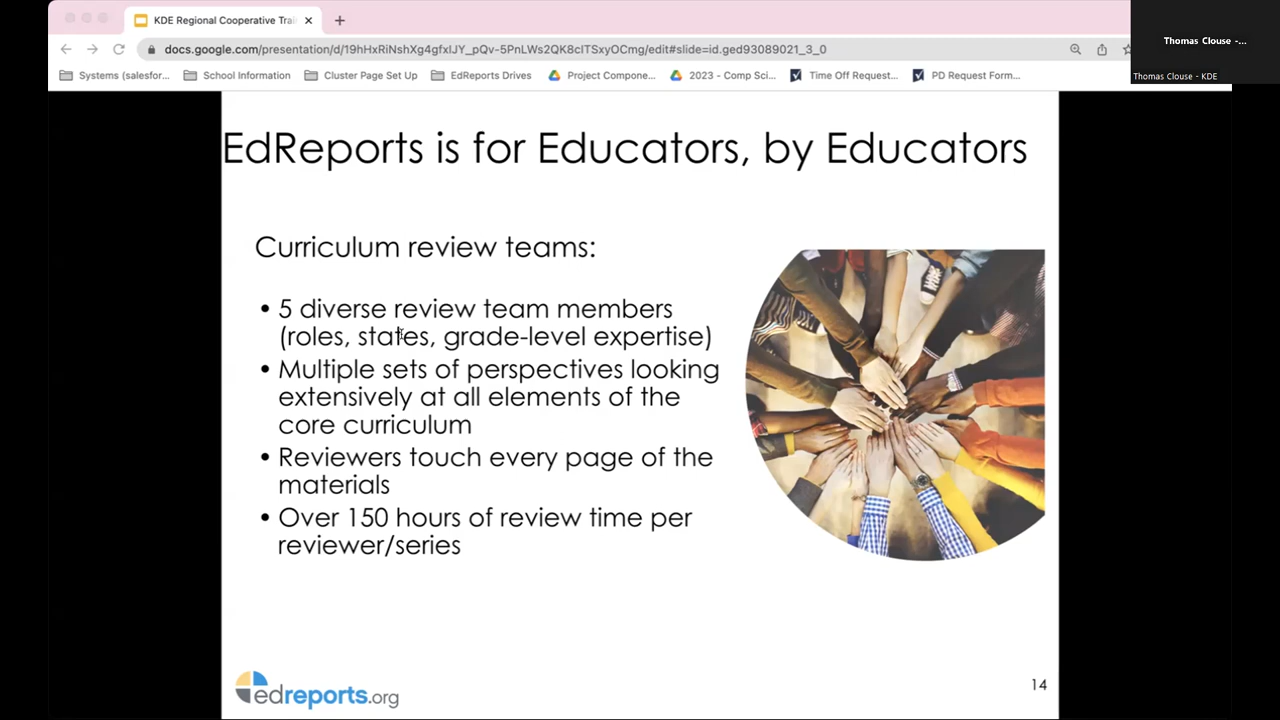 KDE Regional Cooperative Trai
docs.google.com/presentation/d/19hHxRiNshXg4gfxlJY_pQv-5PnLWs2QK8cITSxyOCmg/edit#slide=id.ged93089021_3_0
Thomas Clouse -...
Thomas Clouse - KDE
Systems (salesfor...
School Information
Cluster Page Set Up
EdReports Drives
Project Compone...
2023 - Comp Sci...
Time Off Request...
PD Request Form...
EdReports is for Educators, by Educators
Curriculum review teams:
• 5 diverse review team members
(roles, states, grade-level expertise)
• Multiple sets of perspectives looking
extensively at all elements of the
core curriculum
• Reviewers touch every page of the
materials
• Over 150 hours of review time per
reviewer/series
edreports.org
14